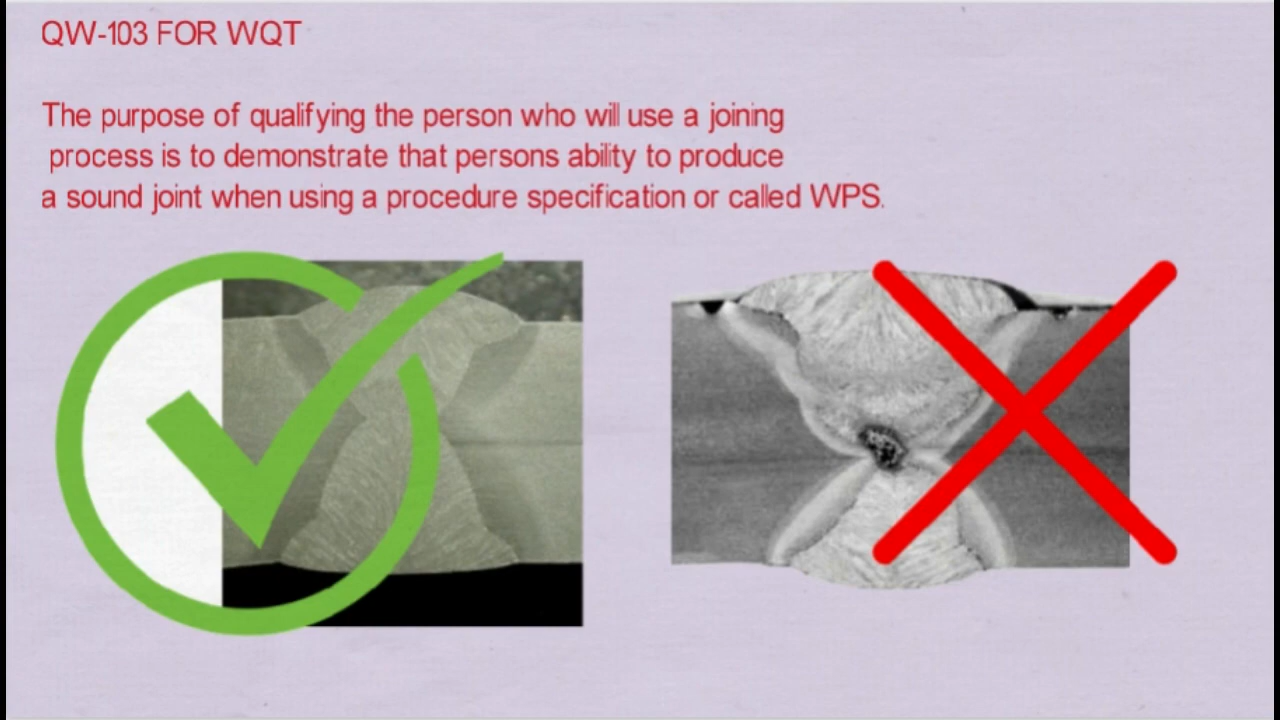 QW-103 FOR WQT
The purpose of qualifying the person who will use a joining
process is to demonstrate that persons ability to produce
a sound joint when using a procedure specification or called WPS.